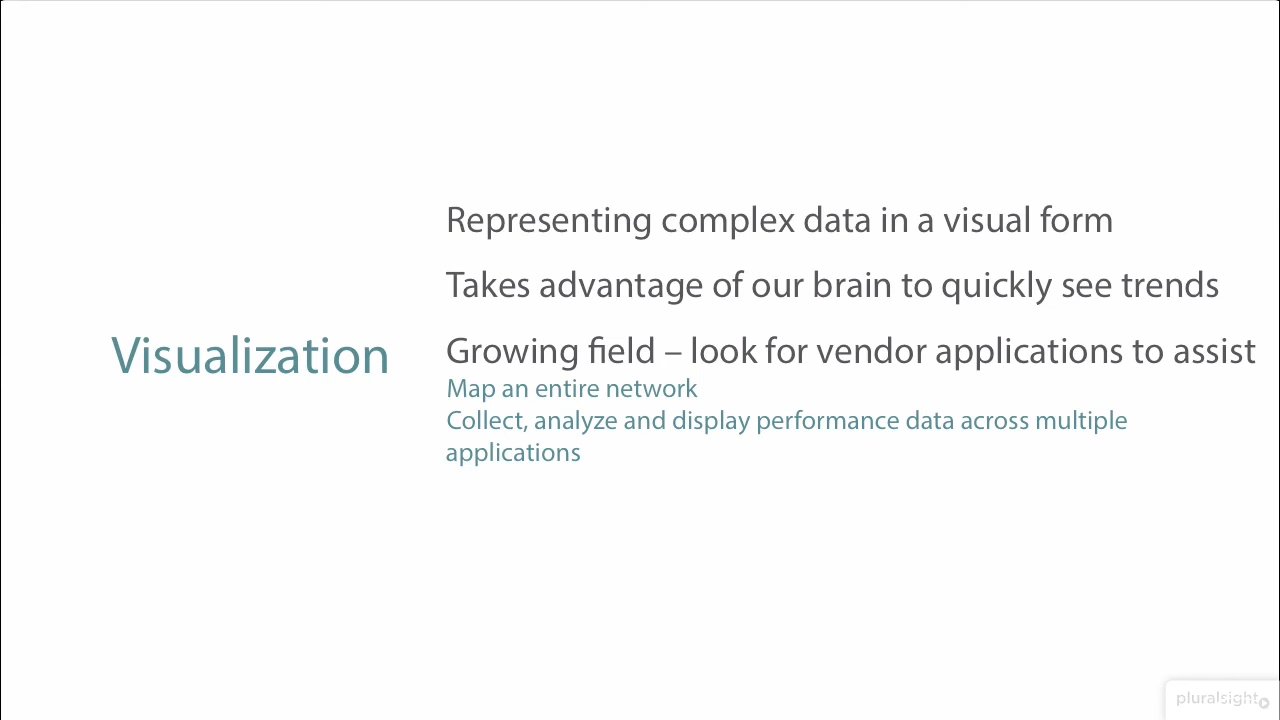 Representing complex data in a visual form
Takes advantage of our brain to quickly see trends
Visualization
Growing field – look for vendor applications to assist
Map an entire network
Collect, analyze and display performance data across multiple
applications
pluralsight